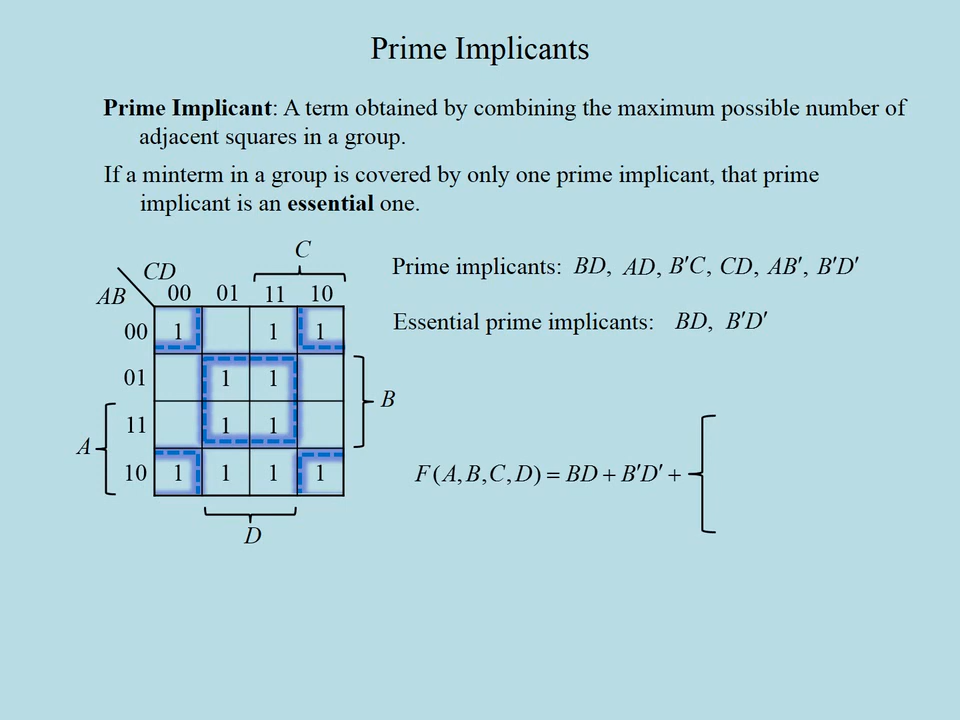 Prime Implicants
Prime Implicant: A term obtained by combining the maximum possible number of
adjacent squares in a group.
If a minterm in a group is covered by only one prime implicant, that prime
implicant is an essential one.
C
CD
AB
00 01 11 10
00 1 1 1
01 1 1
11 1 1
10 1 1 1 1
A
B
D
Prime implicants: BD, AD, B′C, CD, AB′, B′D′
Essential prime implicants: BD, B′D′
F(A,B,C,D) = BD + B′D′ + {